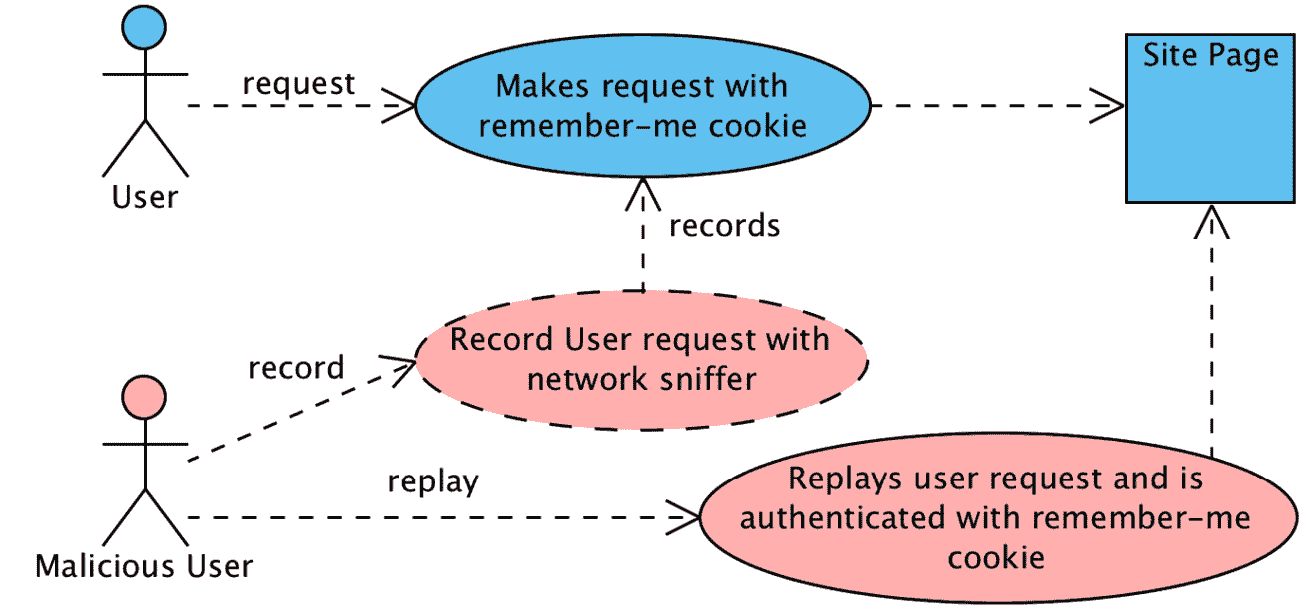 request
Makes request with
remember-me cookie
Site Page
User
records
Record User request with
network sniffer
record
replay
Replays user request and is
authenticated with remember-me
cookie
Malicious User